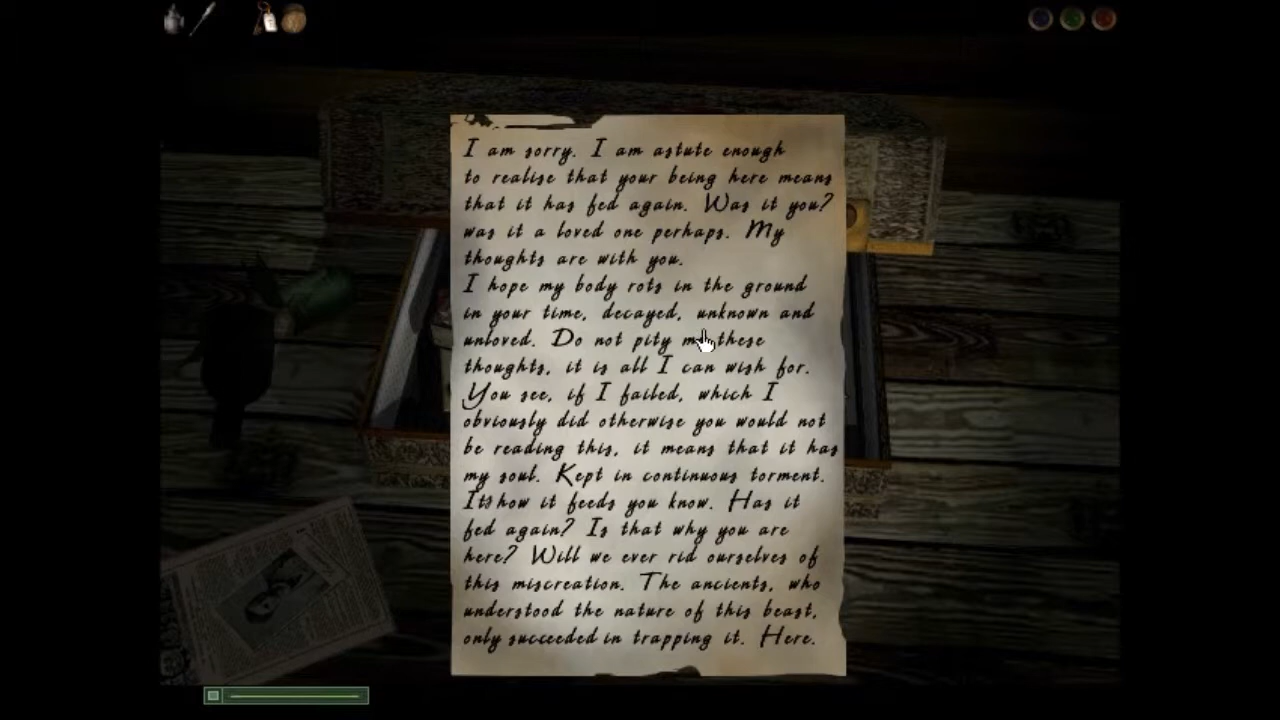 I am sorry. I am astute enough
to realise that your being here means
that it has fed again. Was it you?
was it a loved one perhaps. My
thoughts are with you.
I hope my body rots in the ground
in your time, decayed, unknown and
unloved. Do not pity these
thoughts, it is all I can wish for.
You see, if I failed, which I
obviously did otherwise you would not
be reading this, it means that it has
my soul. Kept in continuous torment.
Its how it feeds you know. Has it
fed again? Is that why you are
here? Will we ever rid ourselves of
this miscreation. The ancients, who
understood the nature of this beast,
only succeeded in trapping it. Here.